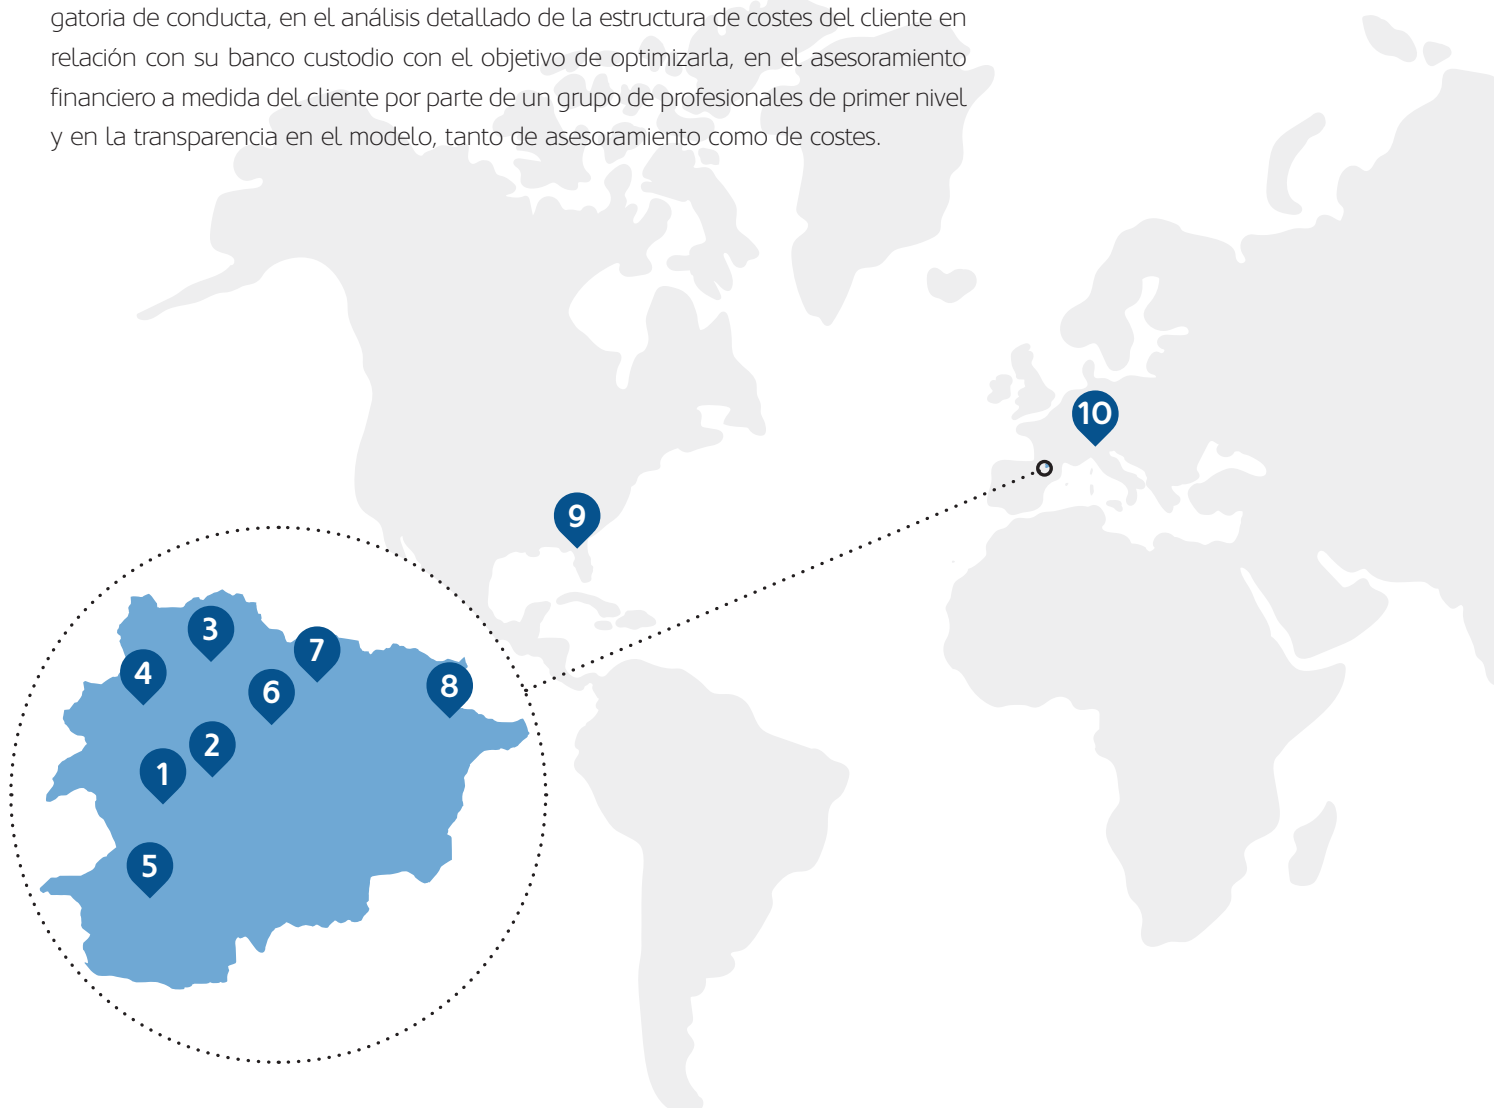 gatoria de conducta, en el análisis detallado de la estructura de costes del cliente en
relación con su banco custodio con el objetivo de optimizarla, en el asesoramiento
financiero a medida del cliente por parte de un grupo de profesionales de primer nivel
y en la transparencia en el modelo, tanto de asesoramiento como de costes.
10
9
3
7
4
8
6
2
1
5